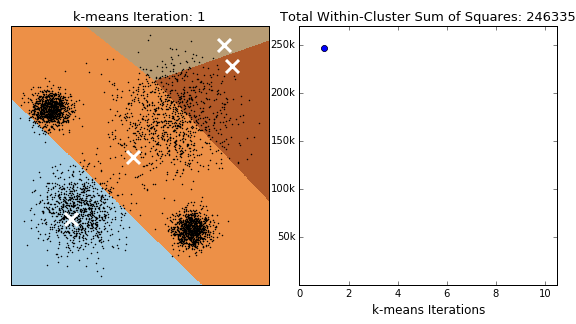 k-means Iteration: 1
Total Within-Cluster Sum of Squares: 246335
250k
200k
150k
100k
50k
0 2 4 6 8 10
k-means Iterations